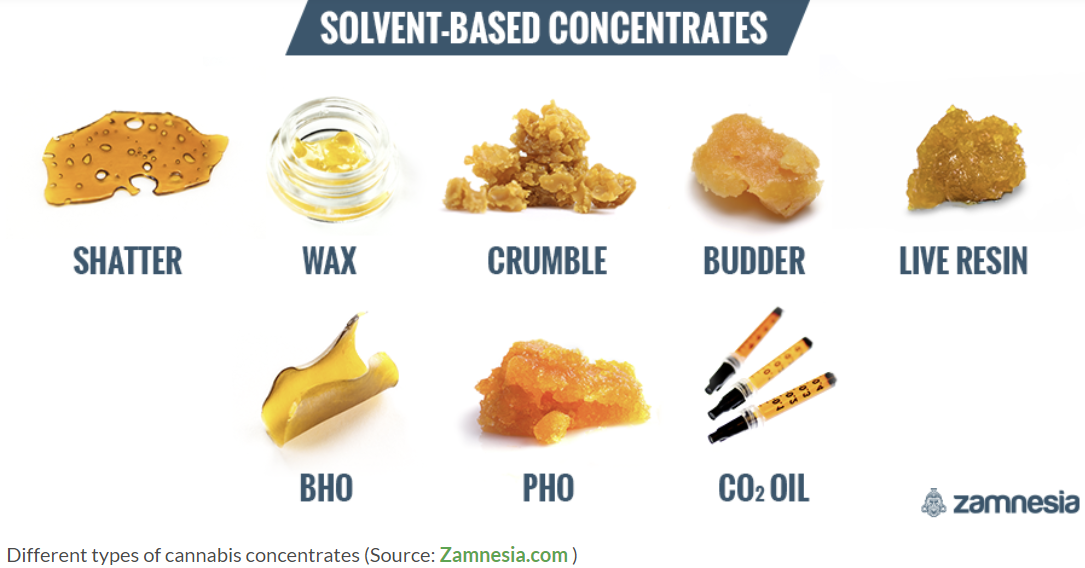 SOLVENT-BASED CONCENTRATES
SHATTER
WAX
CRUMBLE
BUDDER
LIVE RESIN
BHO
PHO
CO₂ OIL
zamnesia
Different types of cannabis concentrates (Source: Zamnesia.com )